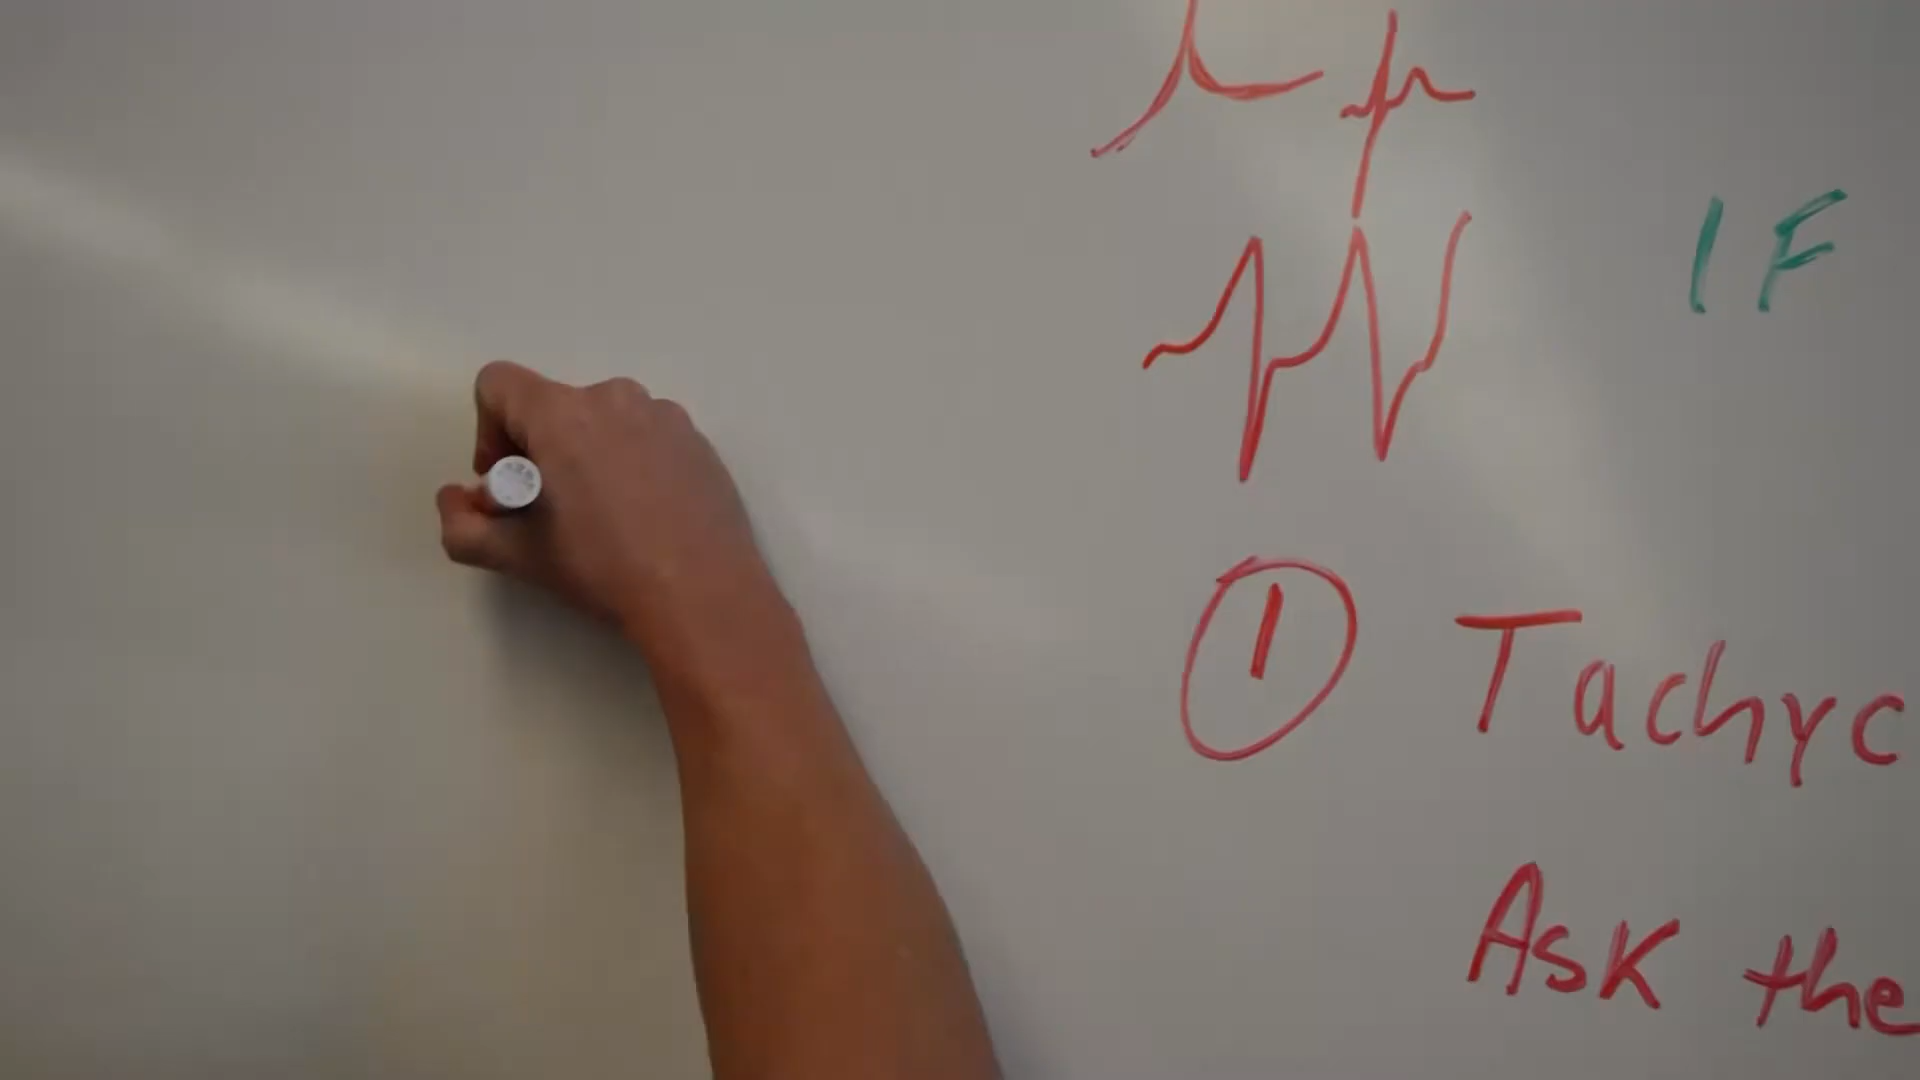 IF
1 Tachyc
Ask the